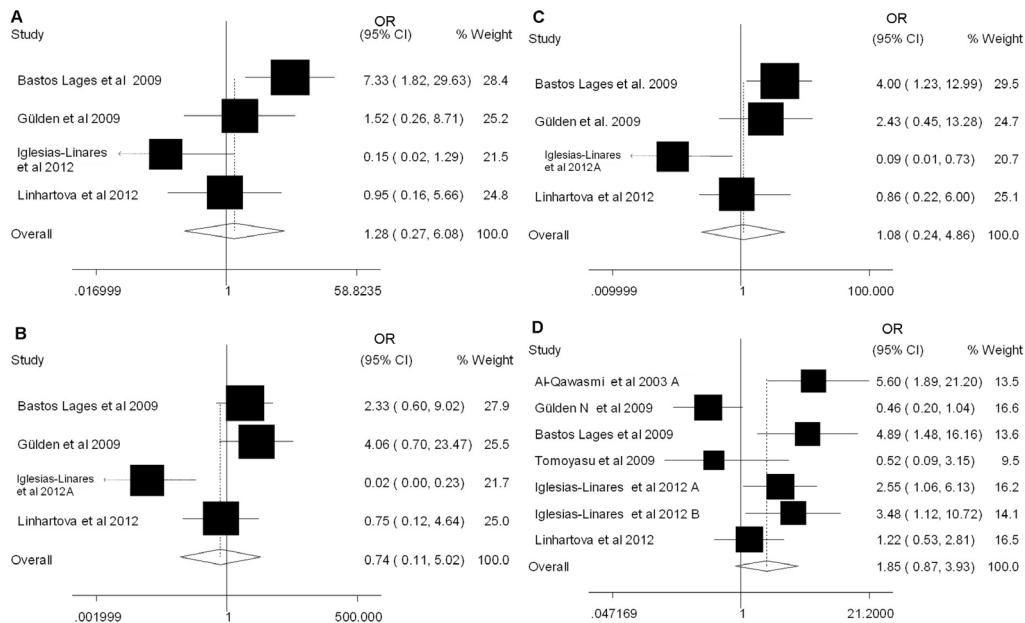 A
OR
Study (95% CI) % Weight
Bastos Lages et al 2009 7.33 ( 1.82, 29.63) 28.4
Gülden et al 2009 1.52 ( 0.26, 8.71) 25.2
Iglesias-Linares
et al 2012 0.15 ( 0.02, 1.29) 21.5
Linhartova et al 2012 0.95 ( 0.16, 5.66) 24.8
Overall 1.28 ( 0.27, 6.08) 100.0
.016999 1 58.8235
B
OR
Study (95% CI) % Weight
Bastos Lages et al 2009 2.33 ( 0.60, 9.02) 27.9
Gülden et al 2009 4.06 ( 0.70, 23.47) 25.5
Iglesias-Linares
et al 2012A 0.02 ( 0.00, 0.23) 21.7
Linhartova et al 2012 0.75 ( 0.12, 4.64) 25.0
Overall 0.74 ( 0.11, 5.02) 100.0
.001999 1 500.000
C
OR
Study (95% CI) % Weight
Bastos Lages et al. 2009 4.00 ( 1.23, 12.99) 29.5
Gülden et al. 2009 2.43 ( 0.45, 13.28) 24.7
Iglesias-Linares
et al 2012A 0.09 ( 0.01, 0.73) 20.7
Linhartova et al 2012 0.86 ( 0.22, 6.00) 25.1
Overall 1.08 ( 0.24, 4.86) 100.0
.009999 1 100.000
D
OR
Study (95% CI) % Weight
Al-Qawasmi et al 2003 A 5.60 ( 1.89, 21.20) 13.5
Gülden N et al 2009 0.46 ( 0.20, 1.04) 16.6
Bastos Lages et al 2009 4.89 ( 1.48, 16.16) 13.6
Tomoyasu et al 2009 0.52 ( 0.09, 3.15) 9.5
Iglesias-Linares et al 2012 A 2.55 ( 1.06, 6.13) 16.2
Iglesias-Linares et al 2012 B 3.48 ( 1.12, 10.72) 14.1
Linhartova et al 2012 1.22 ( 0.53, 2.81) 16.5
Overall 1.85 ( 0.87, 3.93) 100.0
.047169 1 21.2000